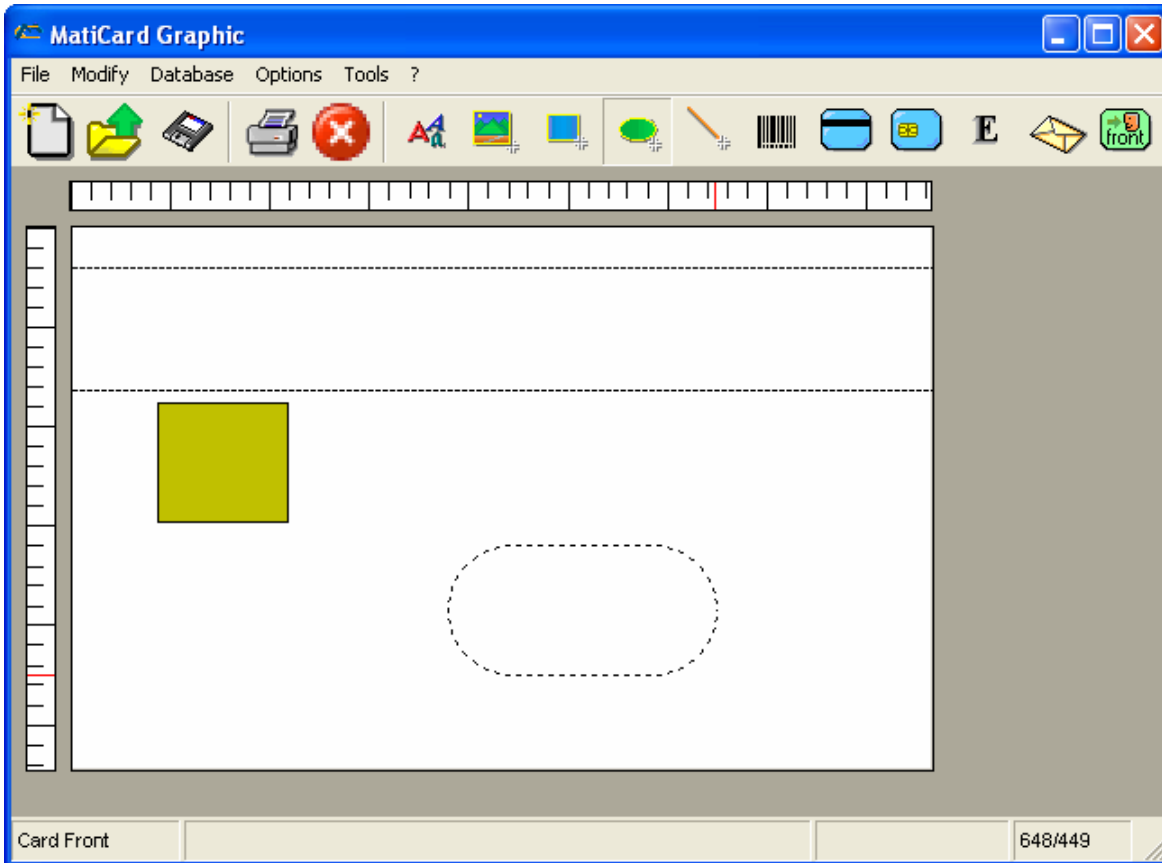 MatiCard Graphic
File Modify Database Options Tools ?
A A a E front
Card Front 648/449